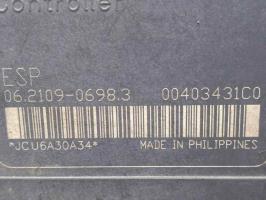 Controller
ESP
06.2109-0698.3 00403431C0
*JCU6A30A34* MADE IN PHILIPPINES